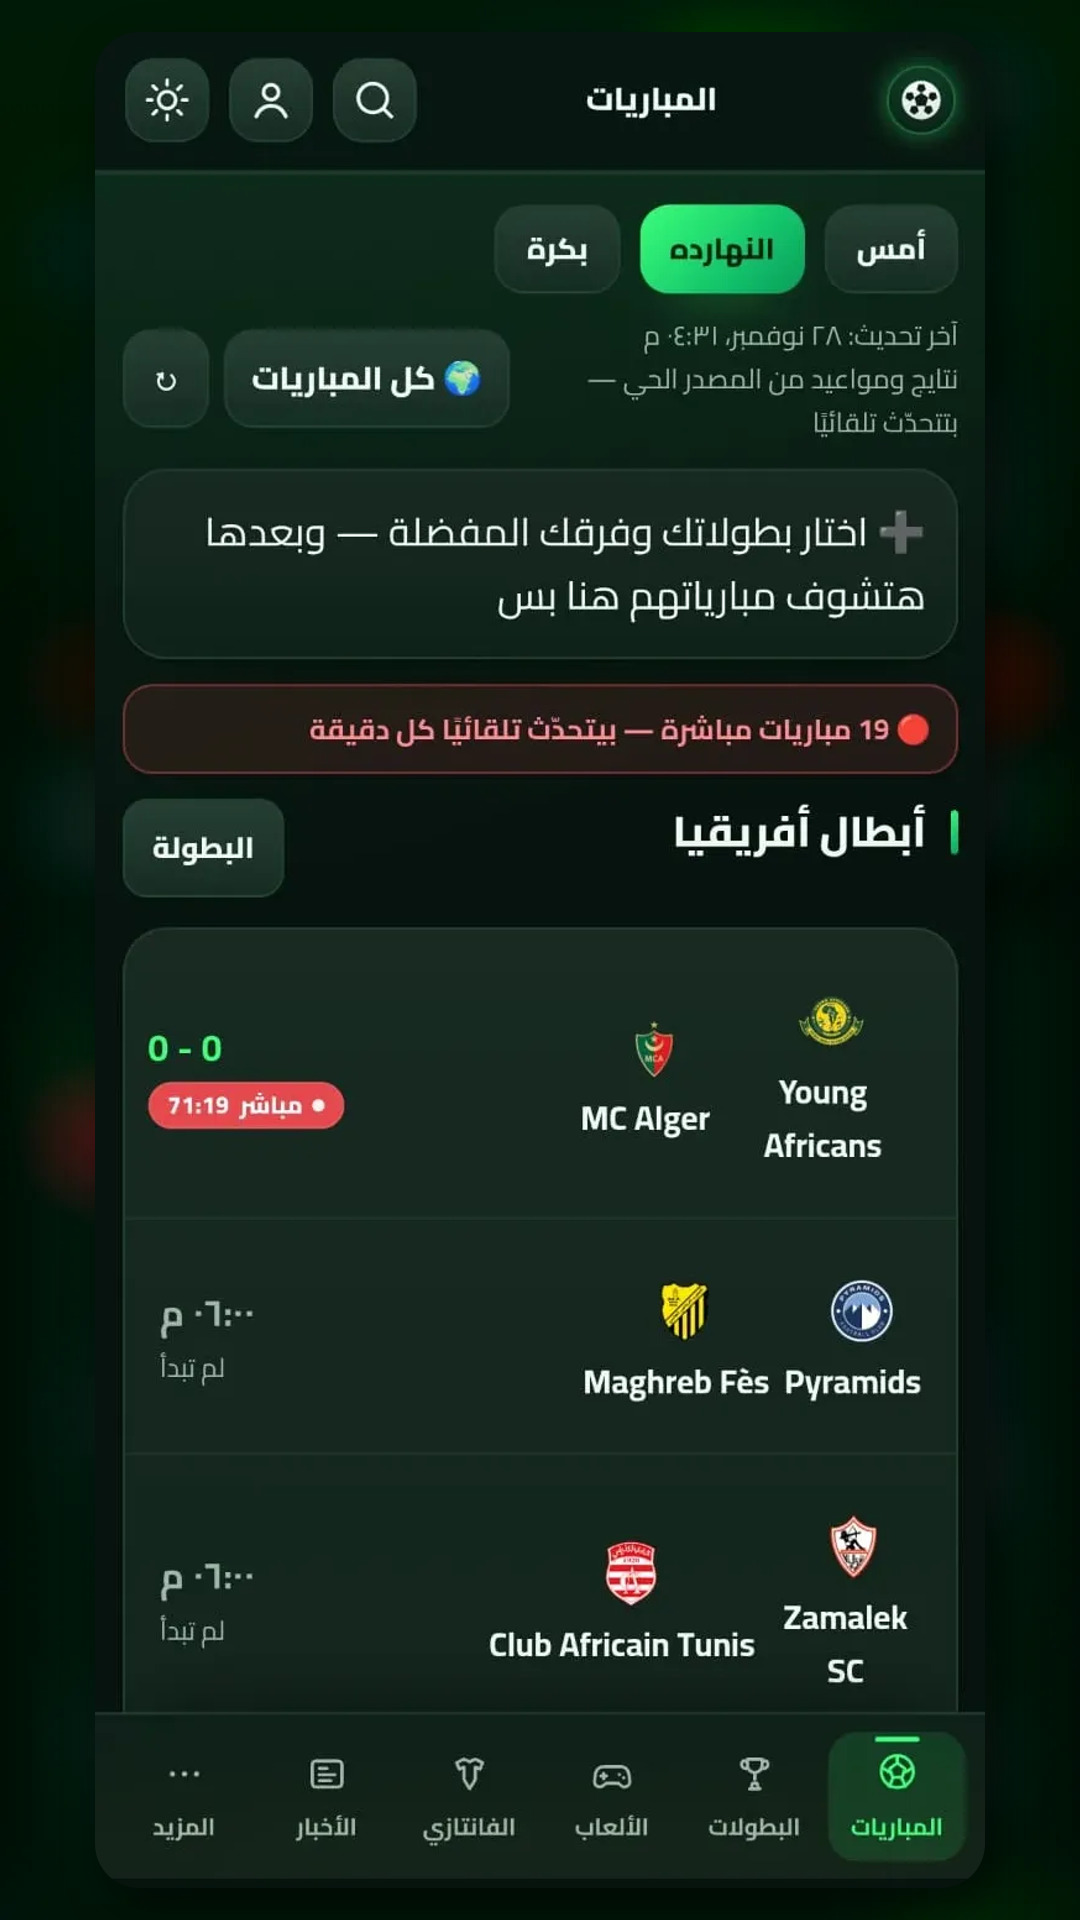 المباريات
أمس
النهارده
بكرة
آخر تحديث: ٢٨ نوفمبر، ٠٤:٣١ م
نتايج ومواعيد من المصدر الحي —
بتتحدّث تلقائيًا
🌍 كل المباريات
↻
➕ اختار بطولاتك وفرقك المفضلة — وبعدها
هتشوف مبارياتهم هنا بس
🔴 19 مباريات مباشرة — بيتحدّث تلقائيًا كل دقيقة
أبطال أفريقيا
البطولة
Young
Africans
MCA
MC Alger
0 - 0
● مباشر 71:19
PYRAMIDS
Pyramids
Maghreb Fès
٠٦:٠٠ م
لم تبدأ
Zamalek
SC
1920
Club Africain Tunis
٠٦:٠٠ م
لم تبدأ
المباريات
البطولات
الألعاب
الفانتازي
الأخبار
المزيد